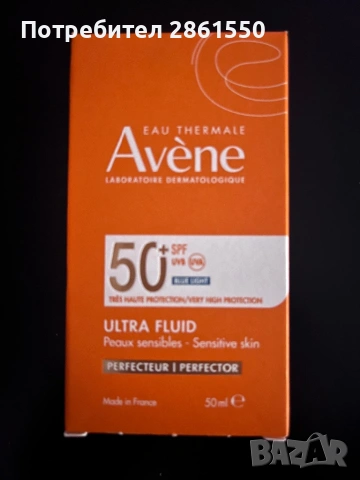 Потребител 2861550
EAU THERMALE
Avène
LABORATOIRE DERMATOLOGIQUE
50+ SPF
UVB UVA
BLUE LIGHT
TRÈS HAUTE PROTECTION/VERY HIGH PROTECTION
ULTRA FLUID
Peaux sensibles - Sensitive skin
PERFECTEUR | PERFECTOR
Made in France 50 ml e
BAZAR